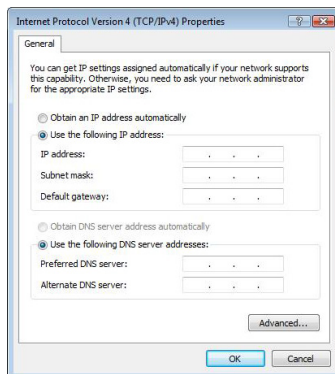 Internet Protocol Version 4 (TCP/IPv4) Properties
General
You can get IP settings assigned automatically if your network supports
this capability. Otherwise, you need to ask your network administrator
for the appropriate IP settings.
Obtain an IP address automatically
Use the following IP address:
IP address:
Subnet mask:
Default gateway:
Obtain DNS server address automatically
Use the following DNS server addresses:
Preferred DNS server:
Alternate DNS server:
Advanced...
OK Cancel